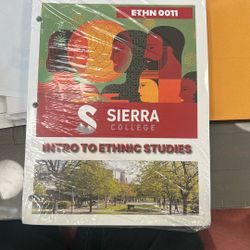 ETHN 0011
SIERRA
COLLEGE
INTRO TO ETHNIC STUDIES